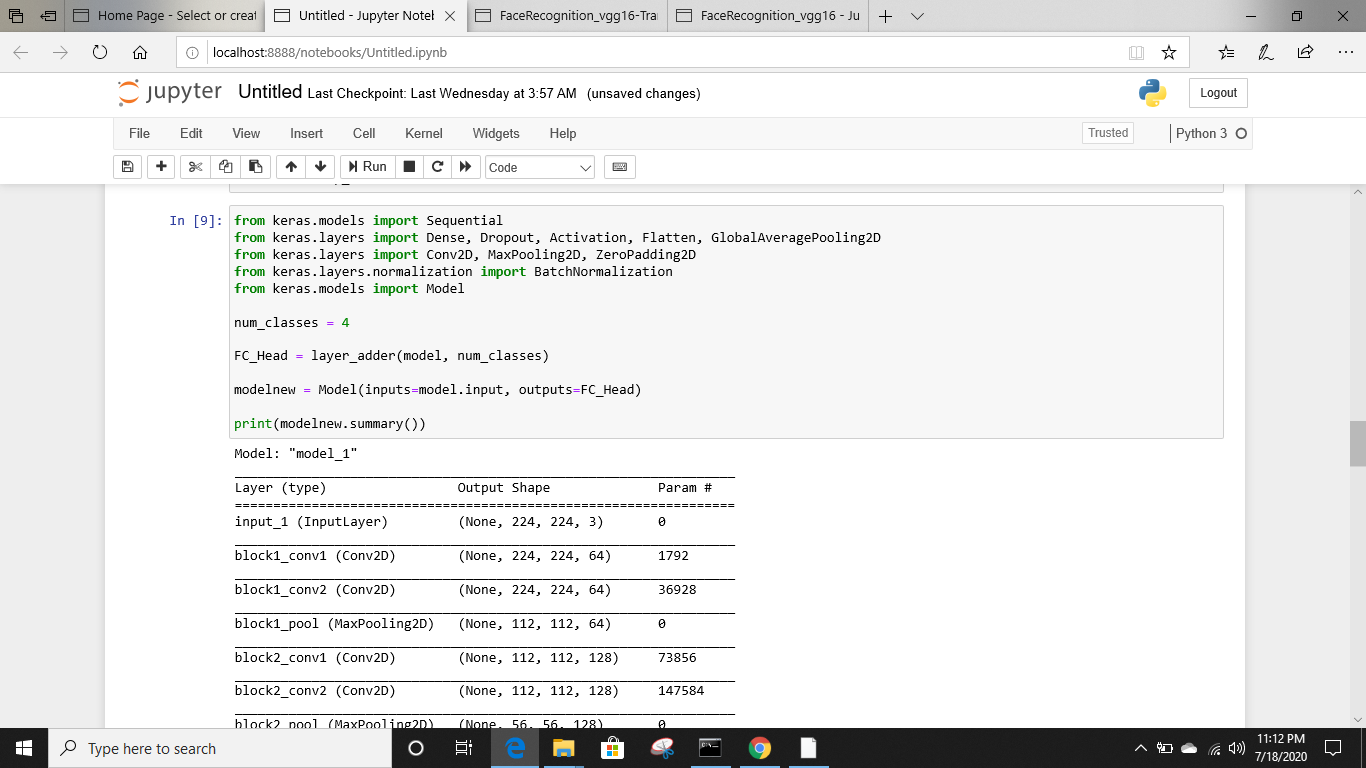 Home Page - Select or creat
Untitled - Jupyter Notel
FaceRecognition_vgg16-Tra
FaceRecognition_vgg16 - Ju
localhost:8888/notebooks/Untitled.ipynb
jupyter Untitled Last Checkpoint: Last Wednesday at 3:57 AM (unsaved changes)
Logout
File Edit View Insert Cell Kernel Widgets Help
Trusted
Python 3
Run
Code
In [9]:
from keras.models import Sequential
from keras.layers import Dense, Dropout, Activation, Flatten, GlobalAveragePooling2D
from keras.layers import Conv2D, MaxPooling2D, ZeroPadding2D
from keras.layers.normalization import BatchNormalization
from keras.models import Model
num_classes = 4
FC_Head = layer_adder(model, num_classes)
modelnew = Model(inputs=model.input, outputs=FC_Head)
print(modelnew.summary())
Model: "model_1"
Layer (type) Output Shape Param #
=================================================================
input_1 (InputLayer) (None, 224, 224, 3) 0
block1_conv1 (Conv2D) (None, 224, 224, 64) 1792
block1_conv2 (Conv2D) (None, 224, 224, 64) 36928
block1_pool (MaxPooling2D) (None, 112, 112, 64) 0
block2_conv1 (Conv2D) (None, 112, 112, 128) 73856
block2_conv2 (Conv2D) (None, 112, 112, 128) 147584
block2_pool (MaxPooling2D) (None, 56, 56, 128) 0
Type here to search
11:12 PM
7/18/2020